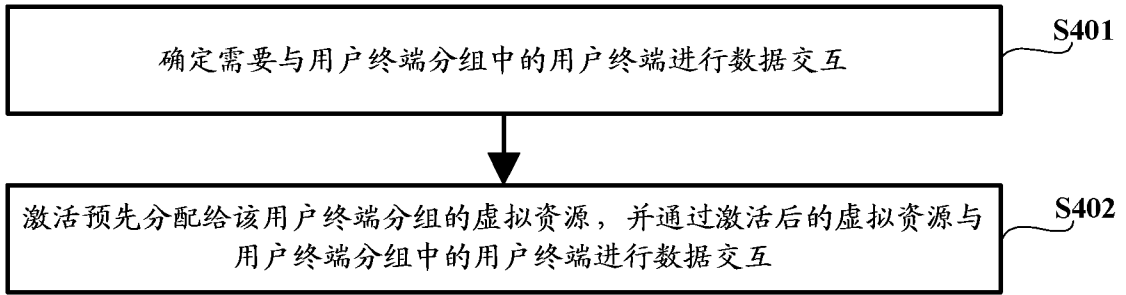 S401
确定需要与用户终端分组中的用户终端进行数据交互
S402
激活预先分配给该用户终端分组的虚拟资源，并通过激活后的虚拟资源与
用户终端分组中的用户终端进行数据交互